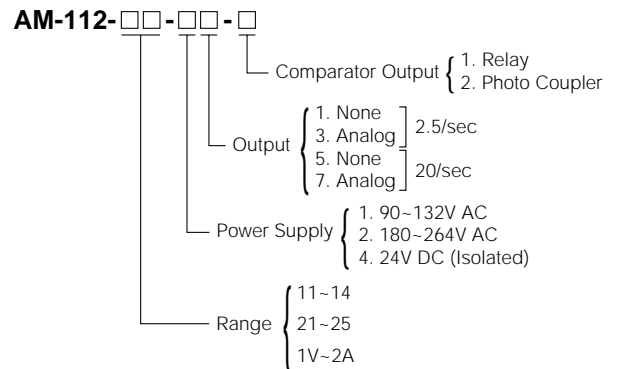 AM-112-□□-□□-□
Comparator Output { 1. Relay
2. Photo Coupler
Output { 1. None
3. Analog ] 2.5/sec
5. None
7. Analog ] 20/sec
Power Supply { 1. 90~132V AC
2. 180~264V AC
4. 24V DC (Isolated)
Range { 11~14
21~25
1V~2A